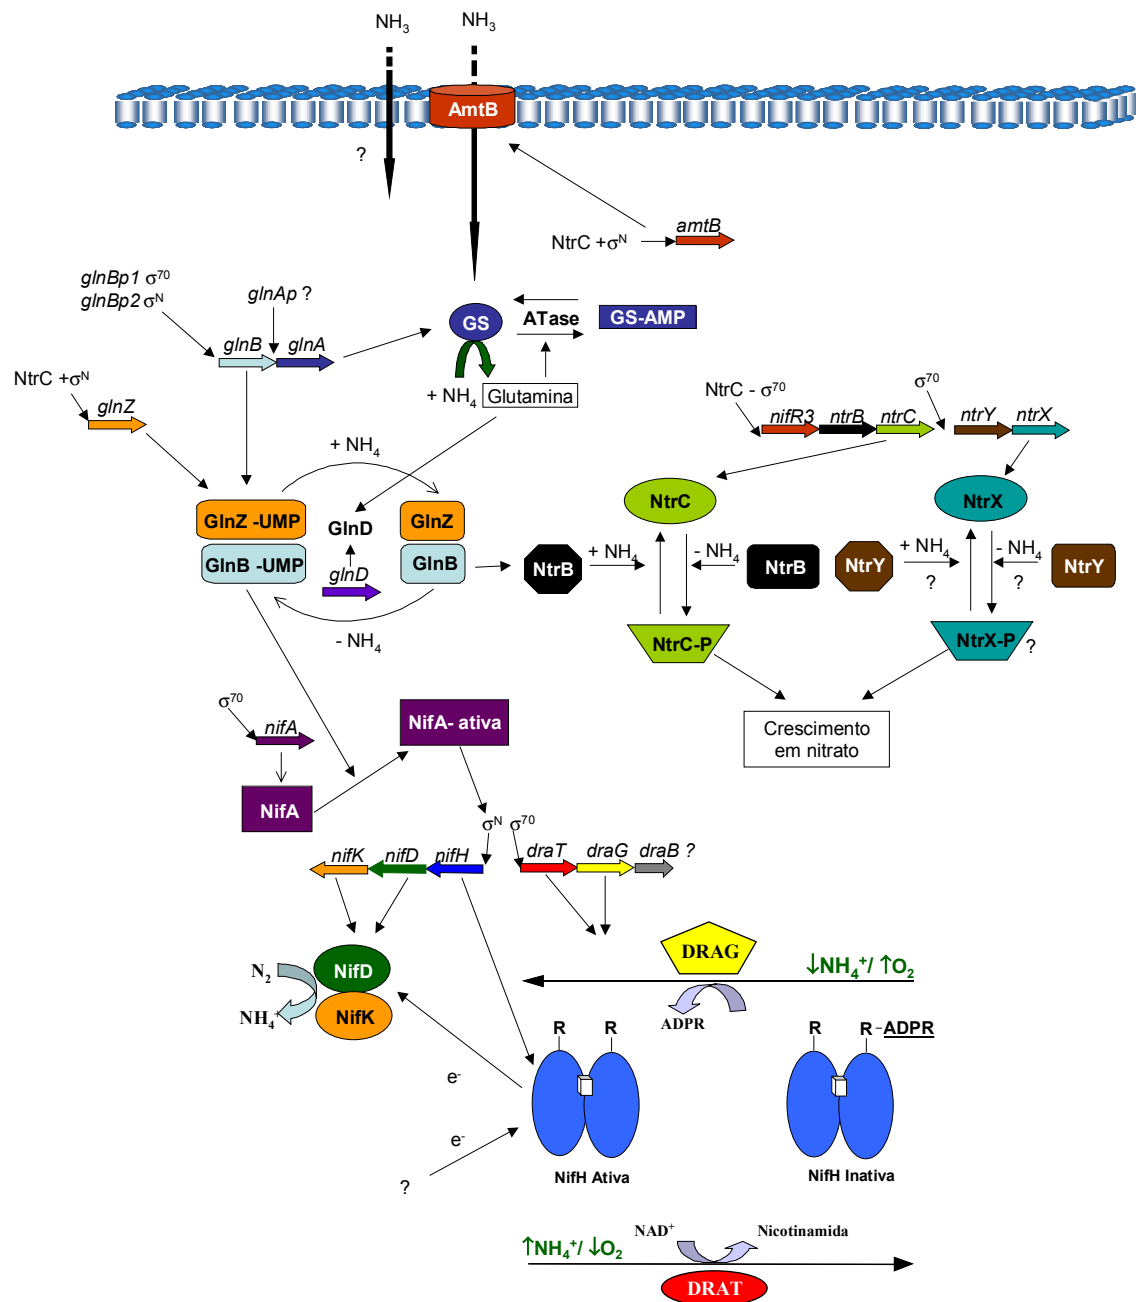 NH3 NH3
AmtB
?
amtB
NtrC +σN
glnBp1 σ70
glnBp2 σN
glnAp ?
GS
ATase
GS-AMP
glnB glnA
+ NH4 Glutamina
NtrC +σN
glnZ
NtrC - σ70
σ70
nifR3 ntrB ntrC ntrY ntrX
+ NH4
GlnZ -UMP
GlnB -UMP
GlnD
glnD
GlnZ
GlnB
- NH4
NtrC
NtrX
NtrB
+ NH4
- NH4
NtrB
NtrY
+ NH4
?
- NH4
?
NtrY
NtrC-P
NtrX-P ?
Crescimento
em nitrato
σ70
nifA
NifA
NifA- ativa
σN σ70
nifK nifD nifH
draT draG draB ?
N2
NH4+
NifD
NifK
DRAG
↓NH4+/ ↑O2
ADPR
R R
R -ADPR
e-
e-
?
NifH Ativa
NifH Inativa
↑NH4+/ ↓O2
NAD+
Nicotinamida
DRAT